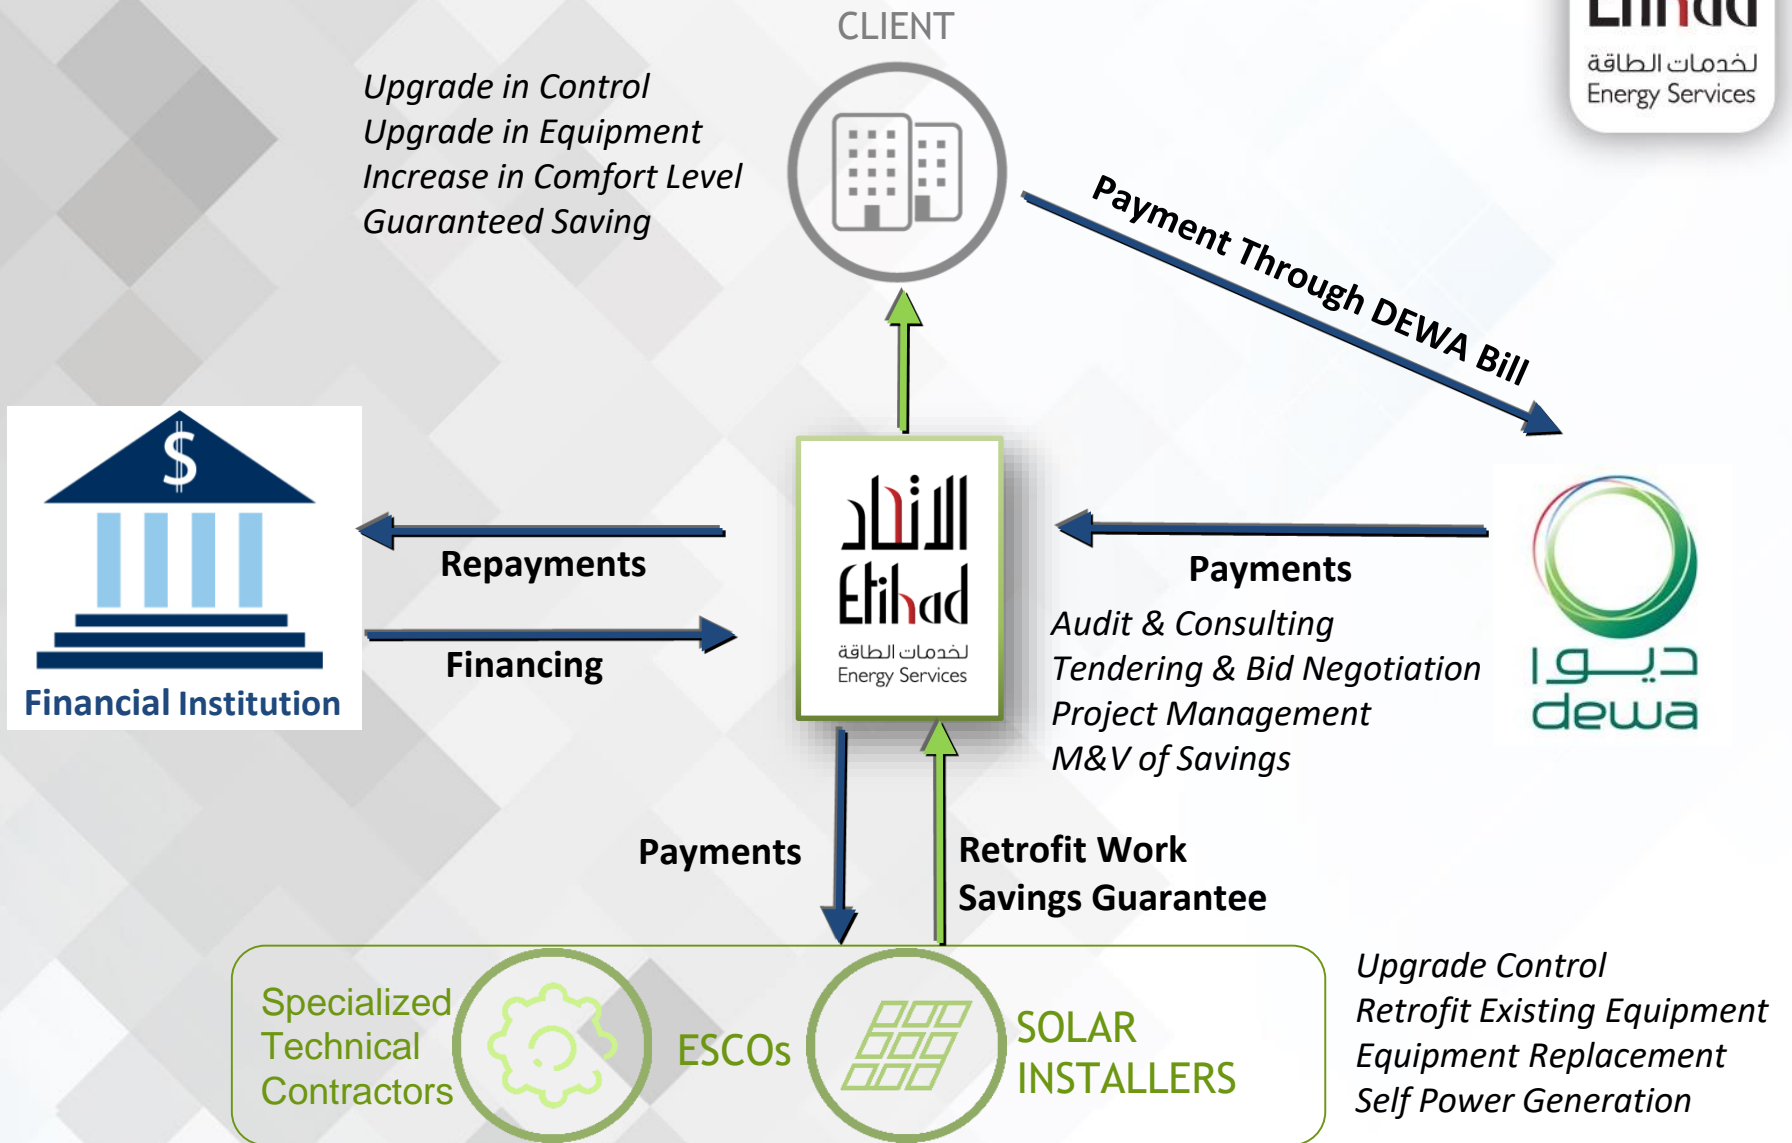 CLIENT
Etihad
لخدمات الطاقة
Energy Services
Upgrade in Control
Upgrade in Equipment
Increase in Comfort Level
Guaranteed Saving
Payment Through DEWA Bill
$
Financial Institution
Repayments
Financing
الاتحاد
Etihad
لخدمات الطاقة
Energy Services
Payments
Audit & Consulting
Tendering & Bid Negotiation
Project Management
M&V of Savings
ديوا
dewa
Payments
Retrofit Work
Savings Guarantee
Specialized
Technical
Contractors
ESCOs
SOLAR
INSTALLERS
Upgrade Control
Retrofit Existing Equipment
Equipment Replacement
Self Power Generation